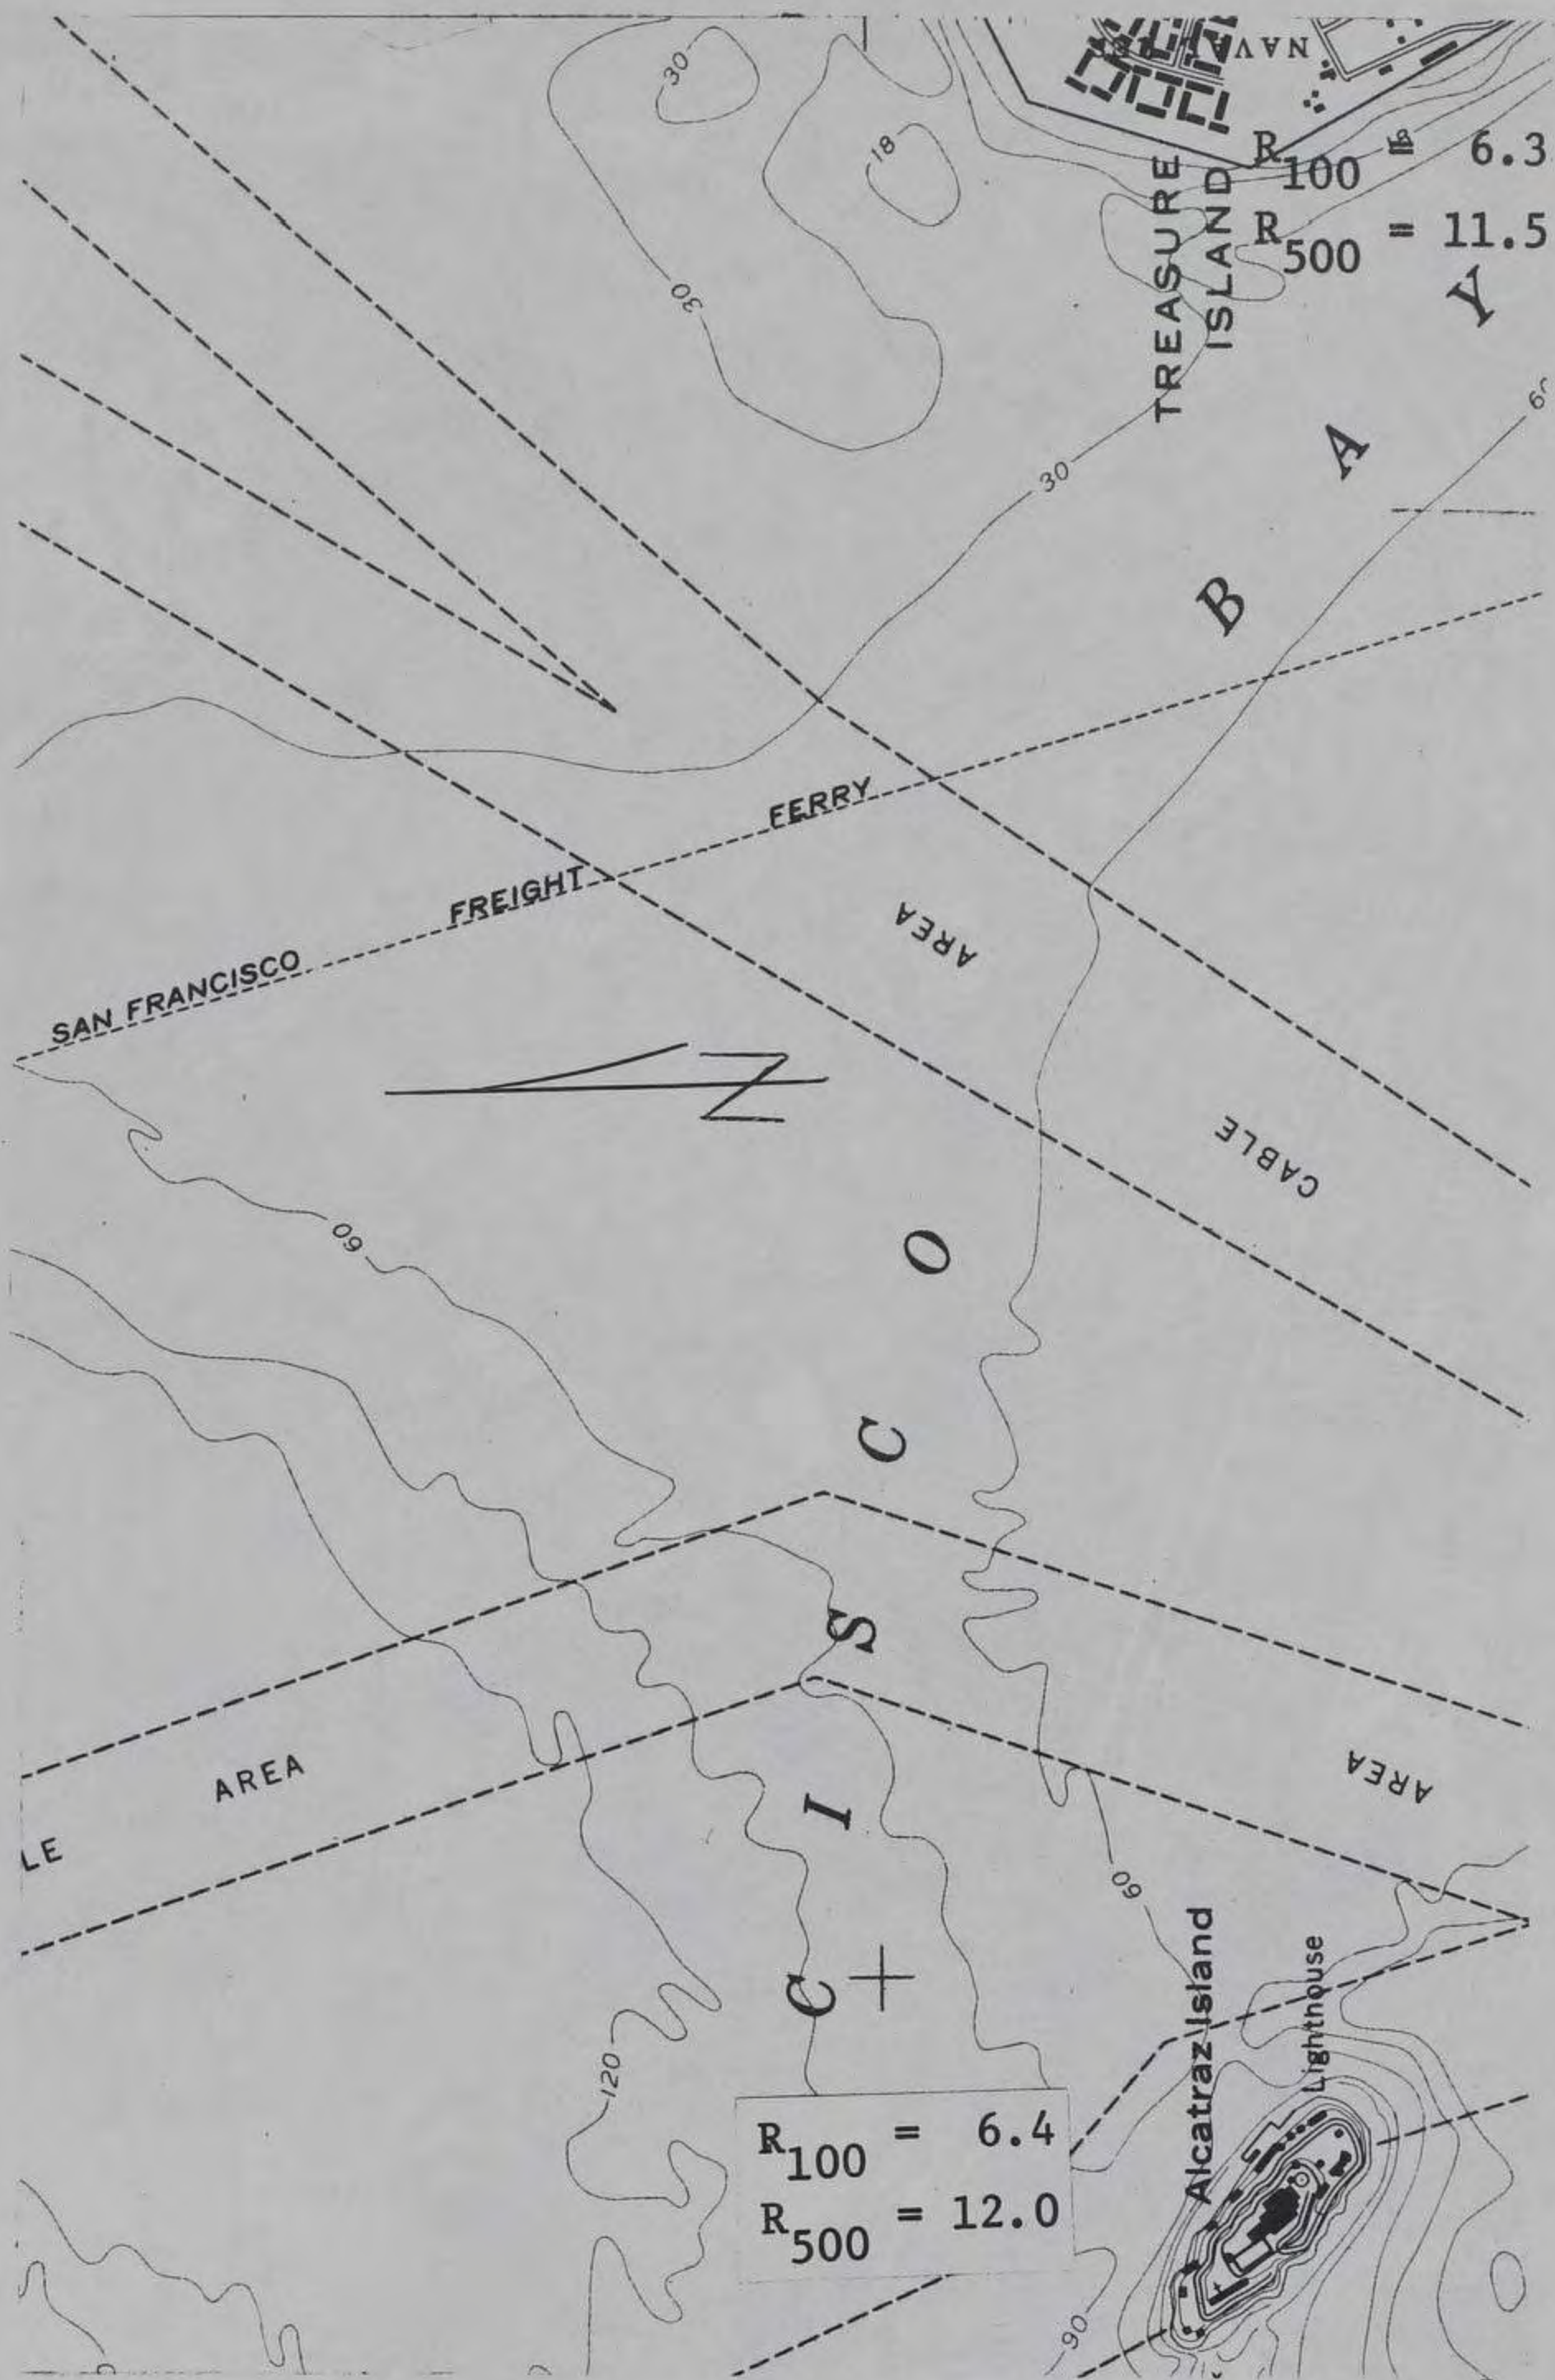 30
NAVAL
18
TREASURE
ISLAND
R100 = 6.3
R500 = 11.5
30
Y
60
A
30
B
FERRY
FREIGHT
SAN FRANCISCO
AREA
N
CABLE
60
O
C
S
AREA
I
AREA
LE
60
C
Alcatraz Island
Lighthouse
120
R100 = 6.4
R500 = 12.0
90